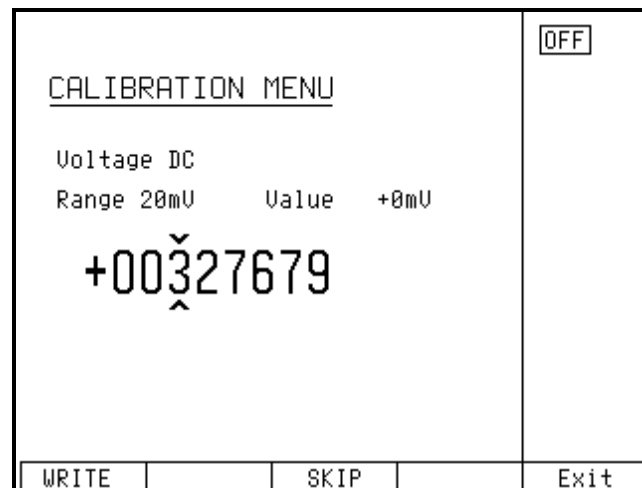 OFF
CALIBRATION MENU
Voltage DC
Range 20mV Value +0mV
+00327679
WRITE SKIP Exit